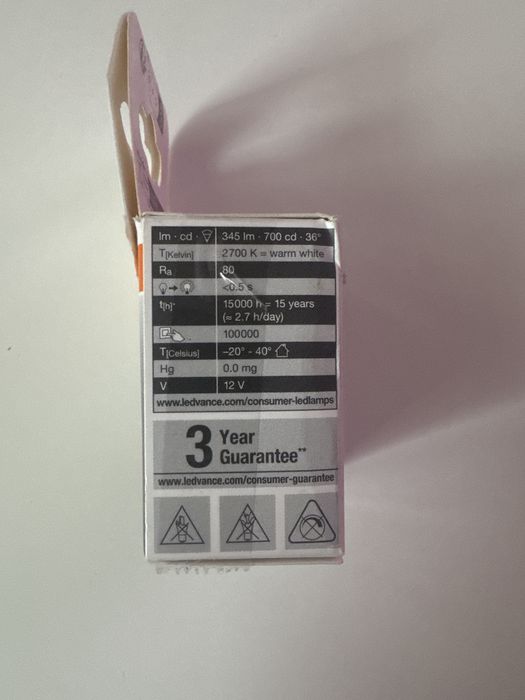 lm · cd · 345 lm · 700 cd · 36°
T[Kelvin] 2700 K = warm white
Ra 80
<0.5 s
t[h]* 15000 h = 15 years
(≈ 2.7 h/day)
100000
T[Celsius] –20° - 40°
Hg 0.0 mg
V 12 V
www.ledvance.com/consumer-ledlamps
3 Year
Guarantee**
www.ledvance.com/consumer-guarantee